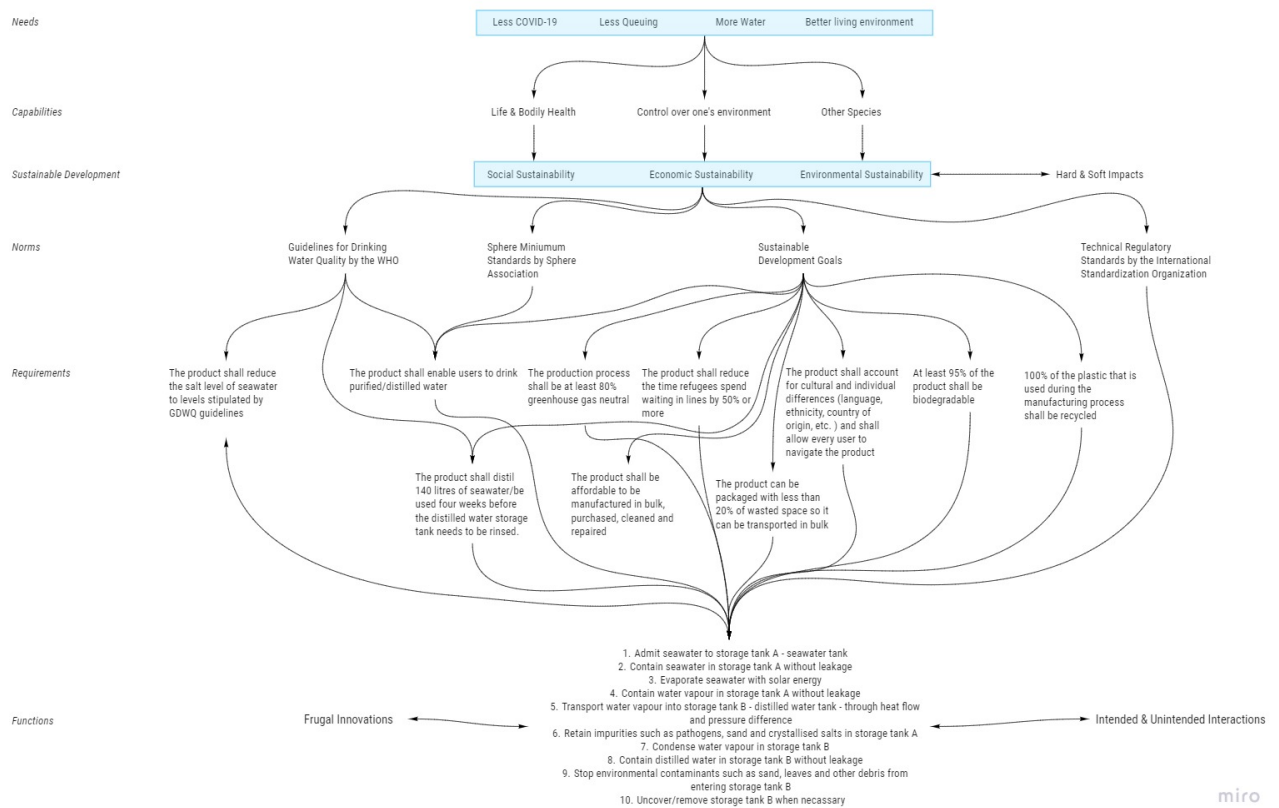 Needs
Less COVID-19
Less Queuing
More Water
Better living environment
Capabilities
Life & Bodily Health
Control over one's environment
Other Species
Sustainable Development
Social Sustainability
Economic Sustainability
Environmental Sustainability
Hard & Soft Impacts
Norms
Guidelines for Drinking
Water Quality by the WHO
Sphere Miniumum
Standards by Sphere
Association
Sustainable
Development Goals
Technical Regulatory
Standards by the International
Standardization Organization
Requirements
The product shall reduce
the salt level of seawater
to levels stipulated by
GDWQ guidelines
The product shall enable users to drink
purified/distilled water
The production process
shall be at least 80%
greenhouse gas neutral
The product shall reduce
the time refugees spend
waiting in lines by 50% or
more
The product shall account
for cultural and individual
differences (language,
ethnicity, country of
origin, etc. ) and shall
allow every user to
navigate the product
At least 95% of the
product shall be
biodegradable
100% of the plastic that is
used during the
manufacturing process
shall be recycled
The product shall distil
140 litres of seawater/be
used four weeks before
the distilled water storage
tank needs to be rinsed.
The product shall be
affordable to be
manufactured in bulk,
purchased, cleaned and
repaired
The product can be
packaged with less than
20% of wasted space so it
can be transported in bulk
Functions
Frugal Innovations
1. Admit seawater to storage tank A - seawater tank
2. Contain seawater in storage tank A without leakage
3. Evaporate seawater with solar energy
4. Contain water vapour in storage tank A without leakage
5. Transport water vapour into storage tank B - distilled water tank - through heat flow
and pressure difference
6. Retain impurities such as pathogens, sand and crystallised salts in storage tank A
7. Condense water vapour in storage tank B
8. Contain distilled water in storage tank B without leakage
9. Stop environmental contaminants such as sand, leaves and other debris from
entering storage tank B
10. Uncover/remove storage tank B when necassary
Intended & Unintended Interactions
miro